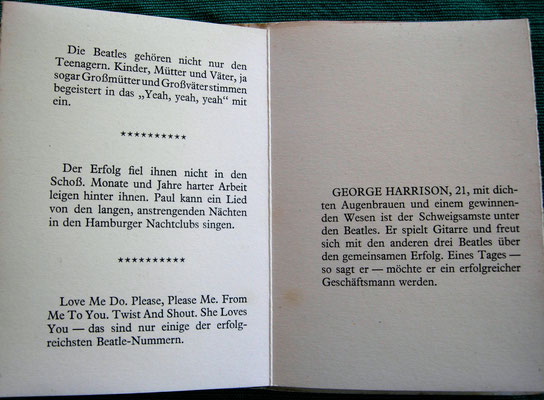 Die Beatles gehören nicht nur den
Teenagern. Kinder, Mütter und Väter, ja
sogar Großmütter und Großväter stimmen
begeistert in das „Yeah, yeah, yeah“ mit
ein.
**********
Der Erfolg fiel ihnen nicht in den
Schoß. Monate und Jahre harter Arbeit
leigen hinter ihnen. Paul kann ein Lied
von den langen, anstrengenden Nächten
in den Hamburger Nachtclubs singen.
**********
Love Me Do. Please, Please Me. From
Me To You. Twist And Shout. She Loves
You — das sind nur einige der erfolg-
reichsten Beatle-Nummern.
GEORGE HARRISON, 21, mit dich-
ten Augenbrauen und einem gewinnen-
den Wesen ist der Schweigsamste unter
den Beatles. Er spielt Gitarre und freut
sich mit den anderen drei Beatles über
den gemeinsamen Erfolg. Eines Tages —
so sagt er — möchte er ein erfolgreicher
Geschäftsmann werden.